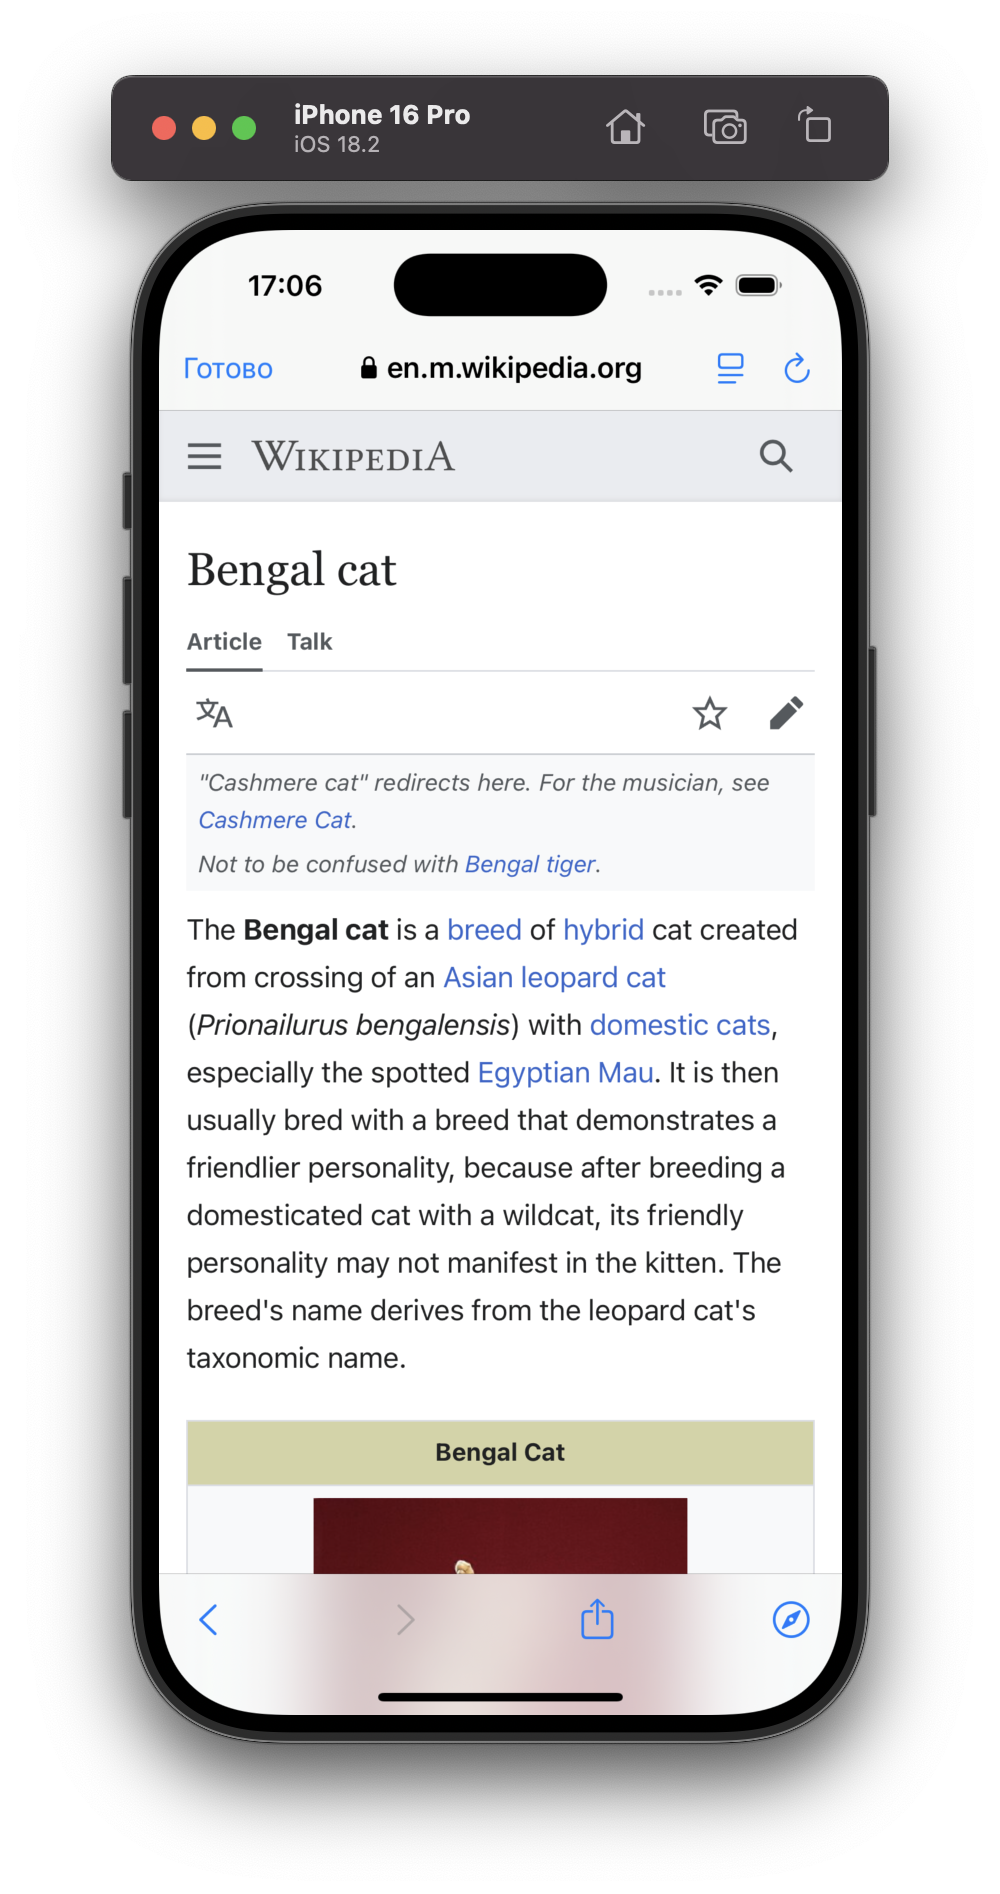 iPhone 16 Pro
iOS 18.2
17:06
Готово en.m.wikipedia.org
WIKIPEDIA
Bengal cat
Article Talk
"Cashmere cat" redirects here. For the musician, see
Cashmere Cat.
Not to be confused with Bengal tiger.
The Bengal cat is a breed of hybrid cat created
from crossing of an Asian leopard cat
(Prionailurus bengalensis) with domestic cats,
especially the spotted Egyptian Mau. It is then
usually bred with a breed that demonstrates a
friendlier personality, because after breeding a
domesticated cat with a wildcat, its friendly
personality may not manifest in the kitten. The
breed's name derives from the leopard cat's
taxonomic name.
Bengal Cat